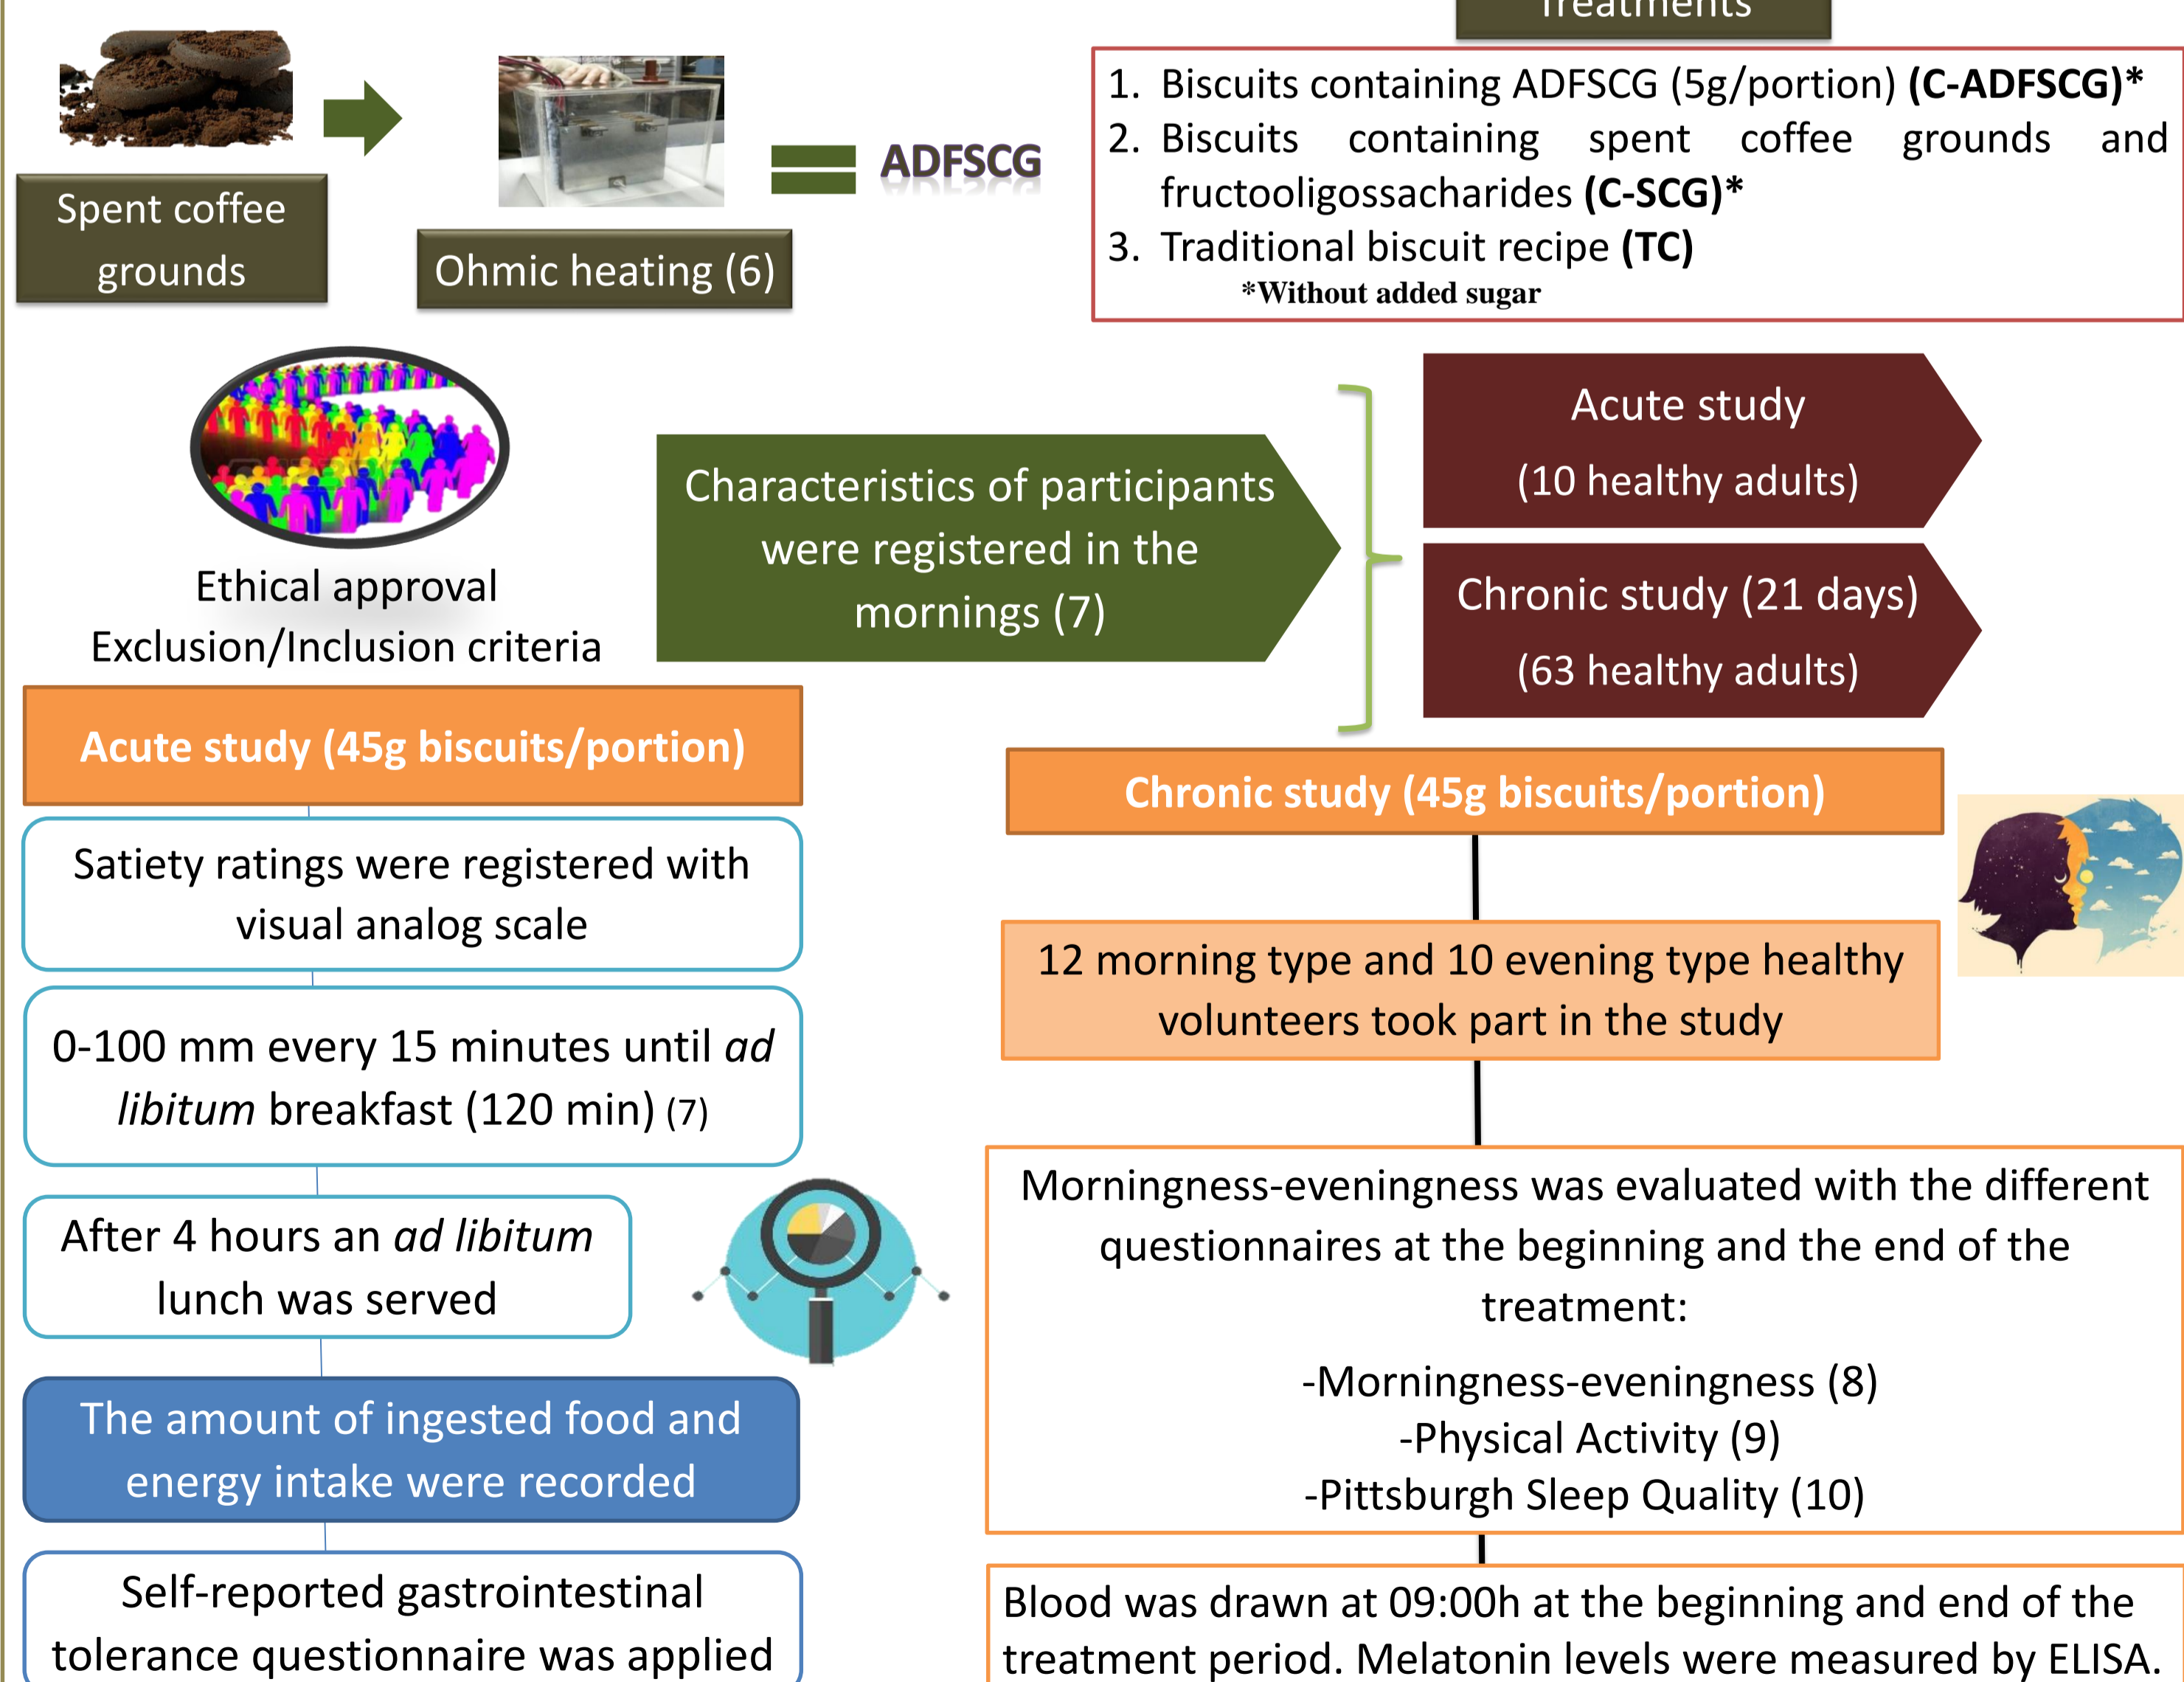 Treatments
Spent coffee
grounds
Ohmic heating (6)
ADFSCG
1. Biscuits containing ADFSCG (5g/portion) (C-ADFSCG)*
2. Biscuits containing spent coffee grounds and
fructooligossacharides (C-SCG)*
3. Traditional biscuit recipe (TC)
*Without added sugar
Ethical approval
Exclusion/Inclusion criteria
Characteristics of participants
were registered in the
mornings (7)
Acute study
(10 healthy adults)
Chronic study (21 days)
(63 healthy adults)
Acute study (45g biscuits/portion)
Satiety ratings were registered with
visual analog scale
0-100 mm every 15 minutes until ad
libitum breakfast (120 min) (7)
After 4 hours an ad libitum
lunch was served
The amount of ingested food and
energy intake were recorded
Self-reported gastrointestinal
tolerance questionnaire was applied
Chronic study (45g biscuits/portion)
12 morning type and 10 evening type healthy
volunteers took part in the study
Morningness-eveningness was evaluated with the different
questionnaires at the beginning and the end of the
treatment:
-Morningness-eveningness (8)
-Physical Activity (9)
-Pittsburgh Sleep Quality (10)
Blood was drawn at 09:00h at the beginning and end of the
treatment period. Melatonin levels were measured by ELISA.